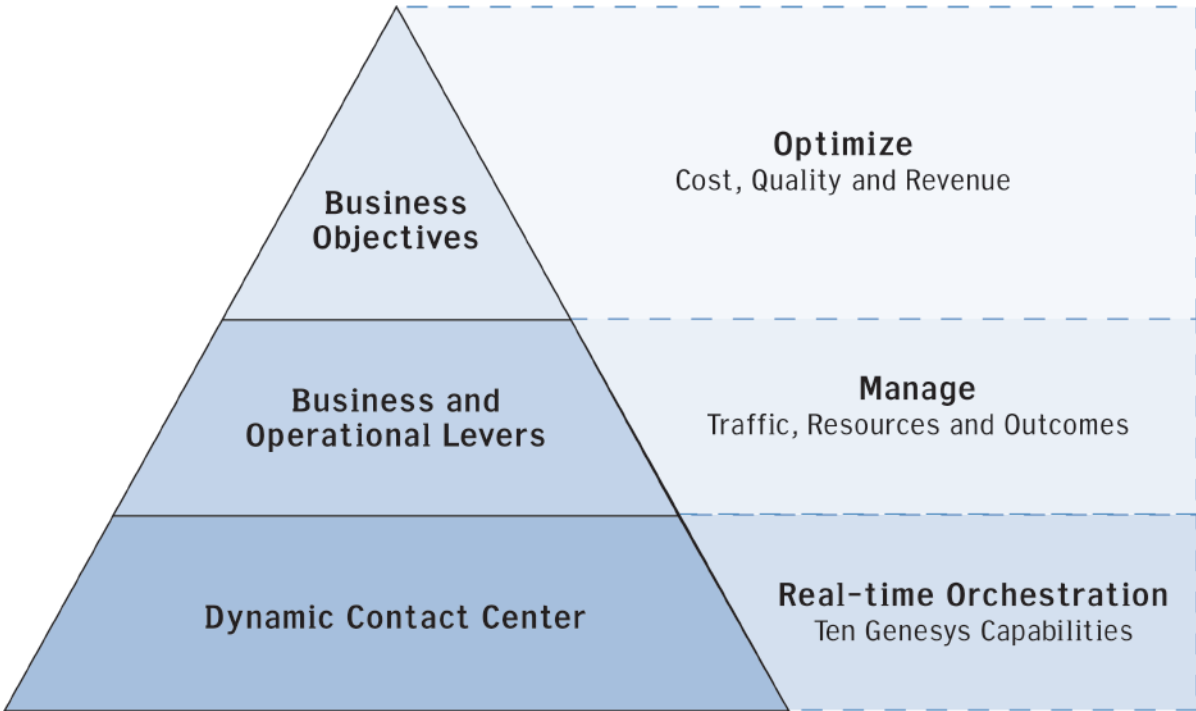 Optimize
Cost, Quality and Revenue
Business
Objectives
Manage
Traffic, Resources and Outcomes
Business and
Operational Levers
Real-time Orchestration
Ten Genesys Capabilities
Dynamic Contact Center